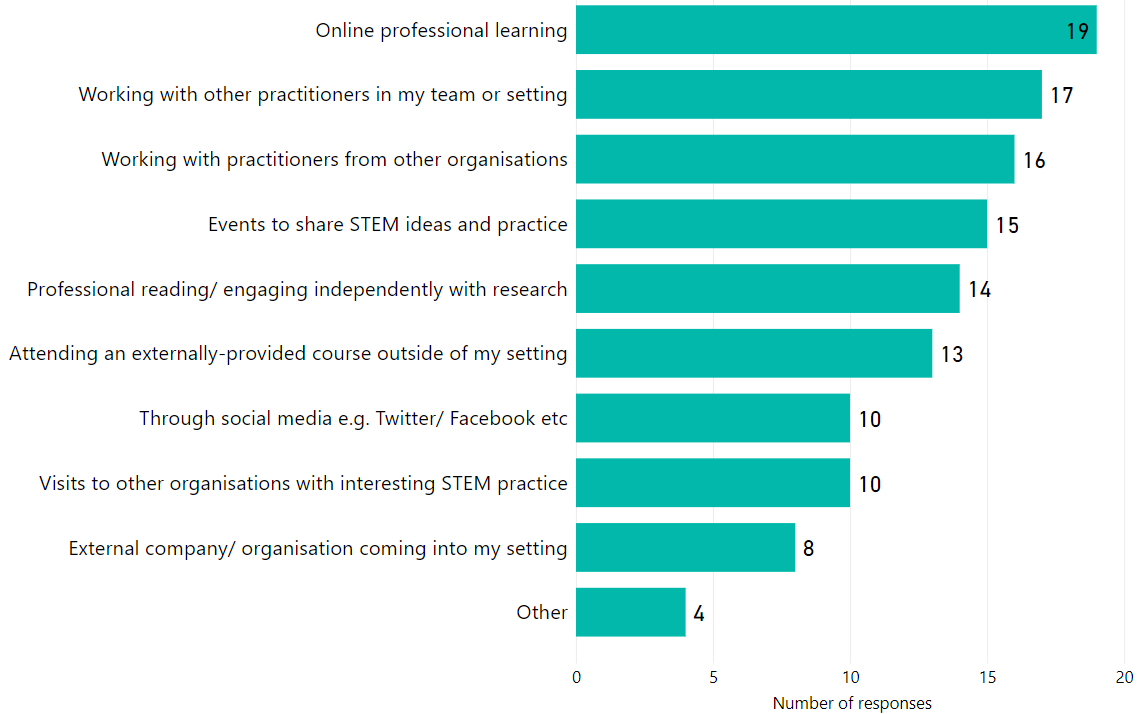 Online professional learning 19
Working with other practitioners in my team or setting 17
Working with practitioners from other organisations 16
Events to share STEM ideas and practice 15
Professional reading/ engaging independently with research 14
Attending an externally-provided course outside of my setting 13
Through social media e.g. Twitter/ Facebook etc 10
Visits to other organisations with interesting STEM practice 10
External company/ organisation coming into my setting 8
Other 4
0 5 10 15 20
Number of responses